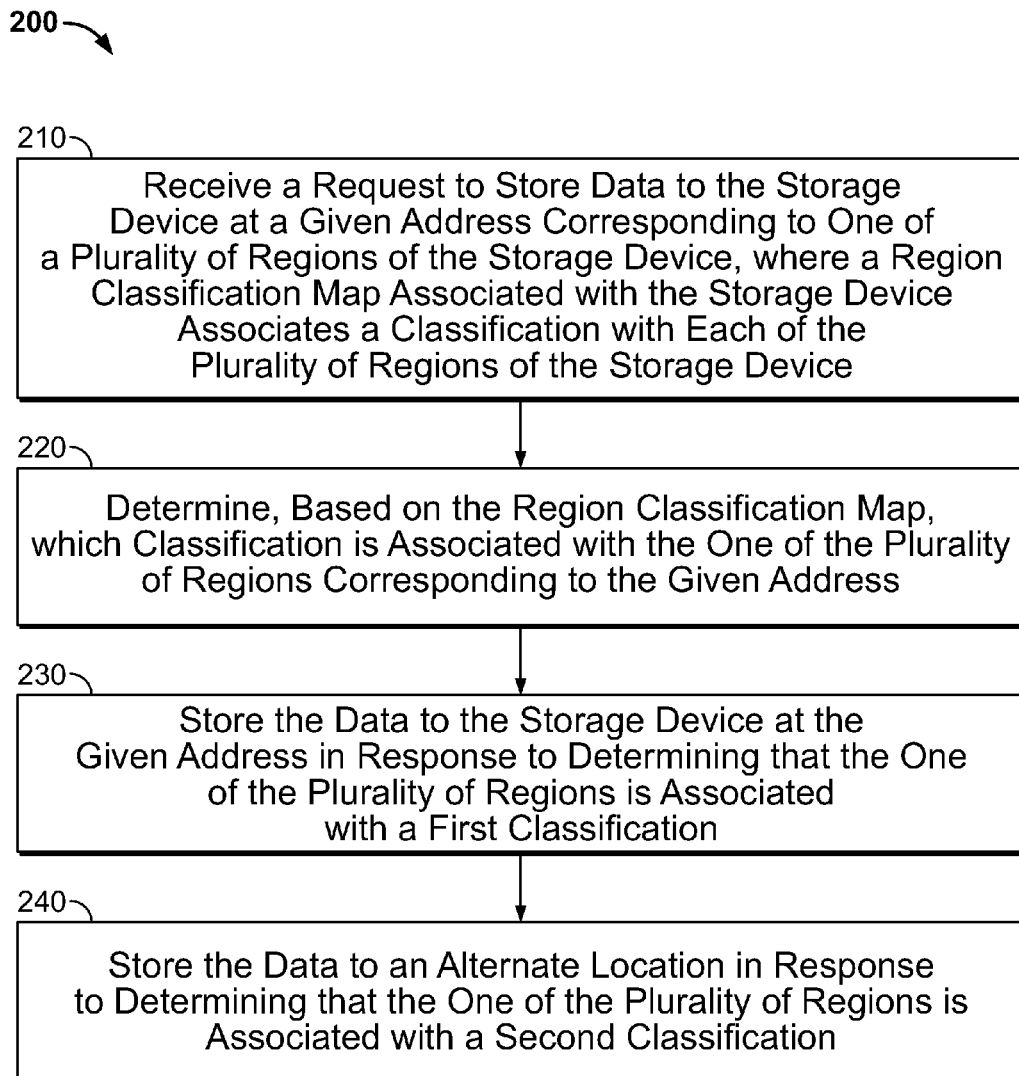 200
210
Receive a Request to Store Data to the Storage
Device at a Given Address Corresponding to One of
a Plurality of Regions of the Storage Device, where a Region
Classification Map Associated with the Storage Device
Associates a Classification with Each of the
Plurality of Regions of the Storage Device
220
Determine, Based on the Region Classification Map,
which Classification is Associated with the One of the Plurality
of Regions Corresponding to the Given Address
230
Store the Data to the Storage Device at the
Given Address in Response to Determining that the One
of the Plurality of Regions is Associated
with a First Classification
240
Store the Data to an Alternate Location in Response
to Determining that the One of the Plurality of Regions is
Associated with a Second Classification